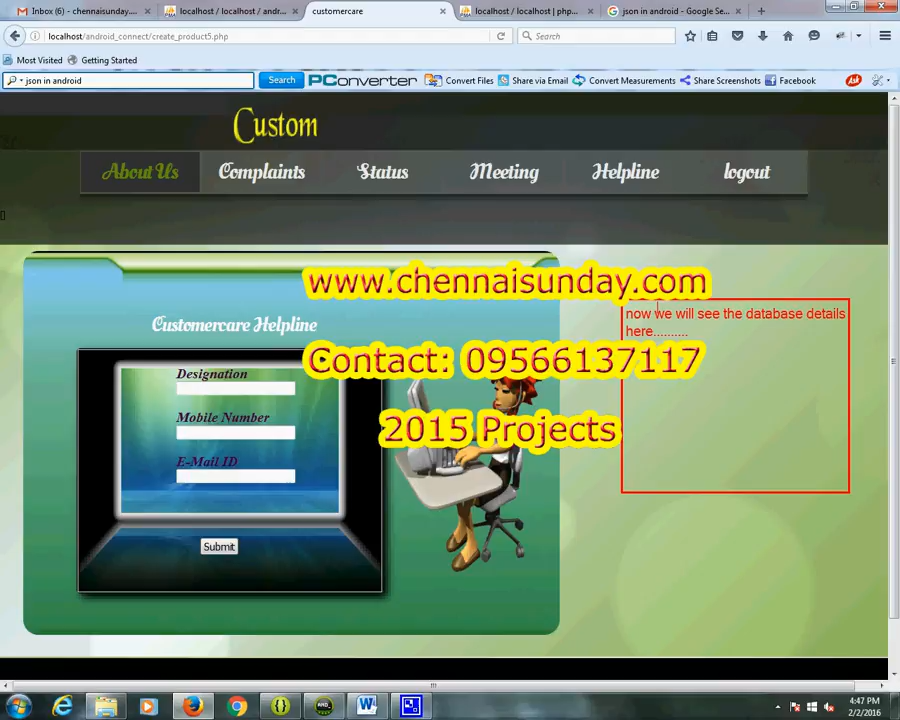 Inbox (6) - chennaisunday....
localhost / localhost / andr...
customercare
localhost / localhost | php...
json in android - Google Se...
localhost/android_connect/create_product5.php
Search
Most Visited
Getting Started
json in android
Search
PCONVERTER
Convert Files
Share via Email
Convert Measurements
Share Screenshots
Facebook
Ask
Custom
About Us
Complaints
Status
Meeting
Helpline
logout
www.chennaisunday.com
now we will see the database details
here..........
Customercare Helpline
Contact: 09566137117
Designation
Mobile Number
2015 Projects
E-Mail ID
Submit
4:47 PM
2/2/2016